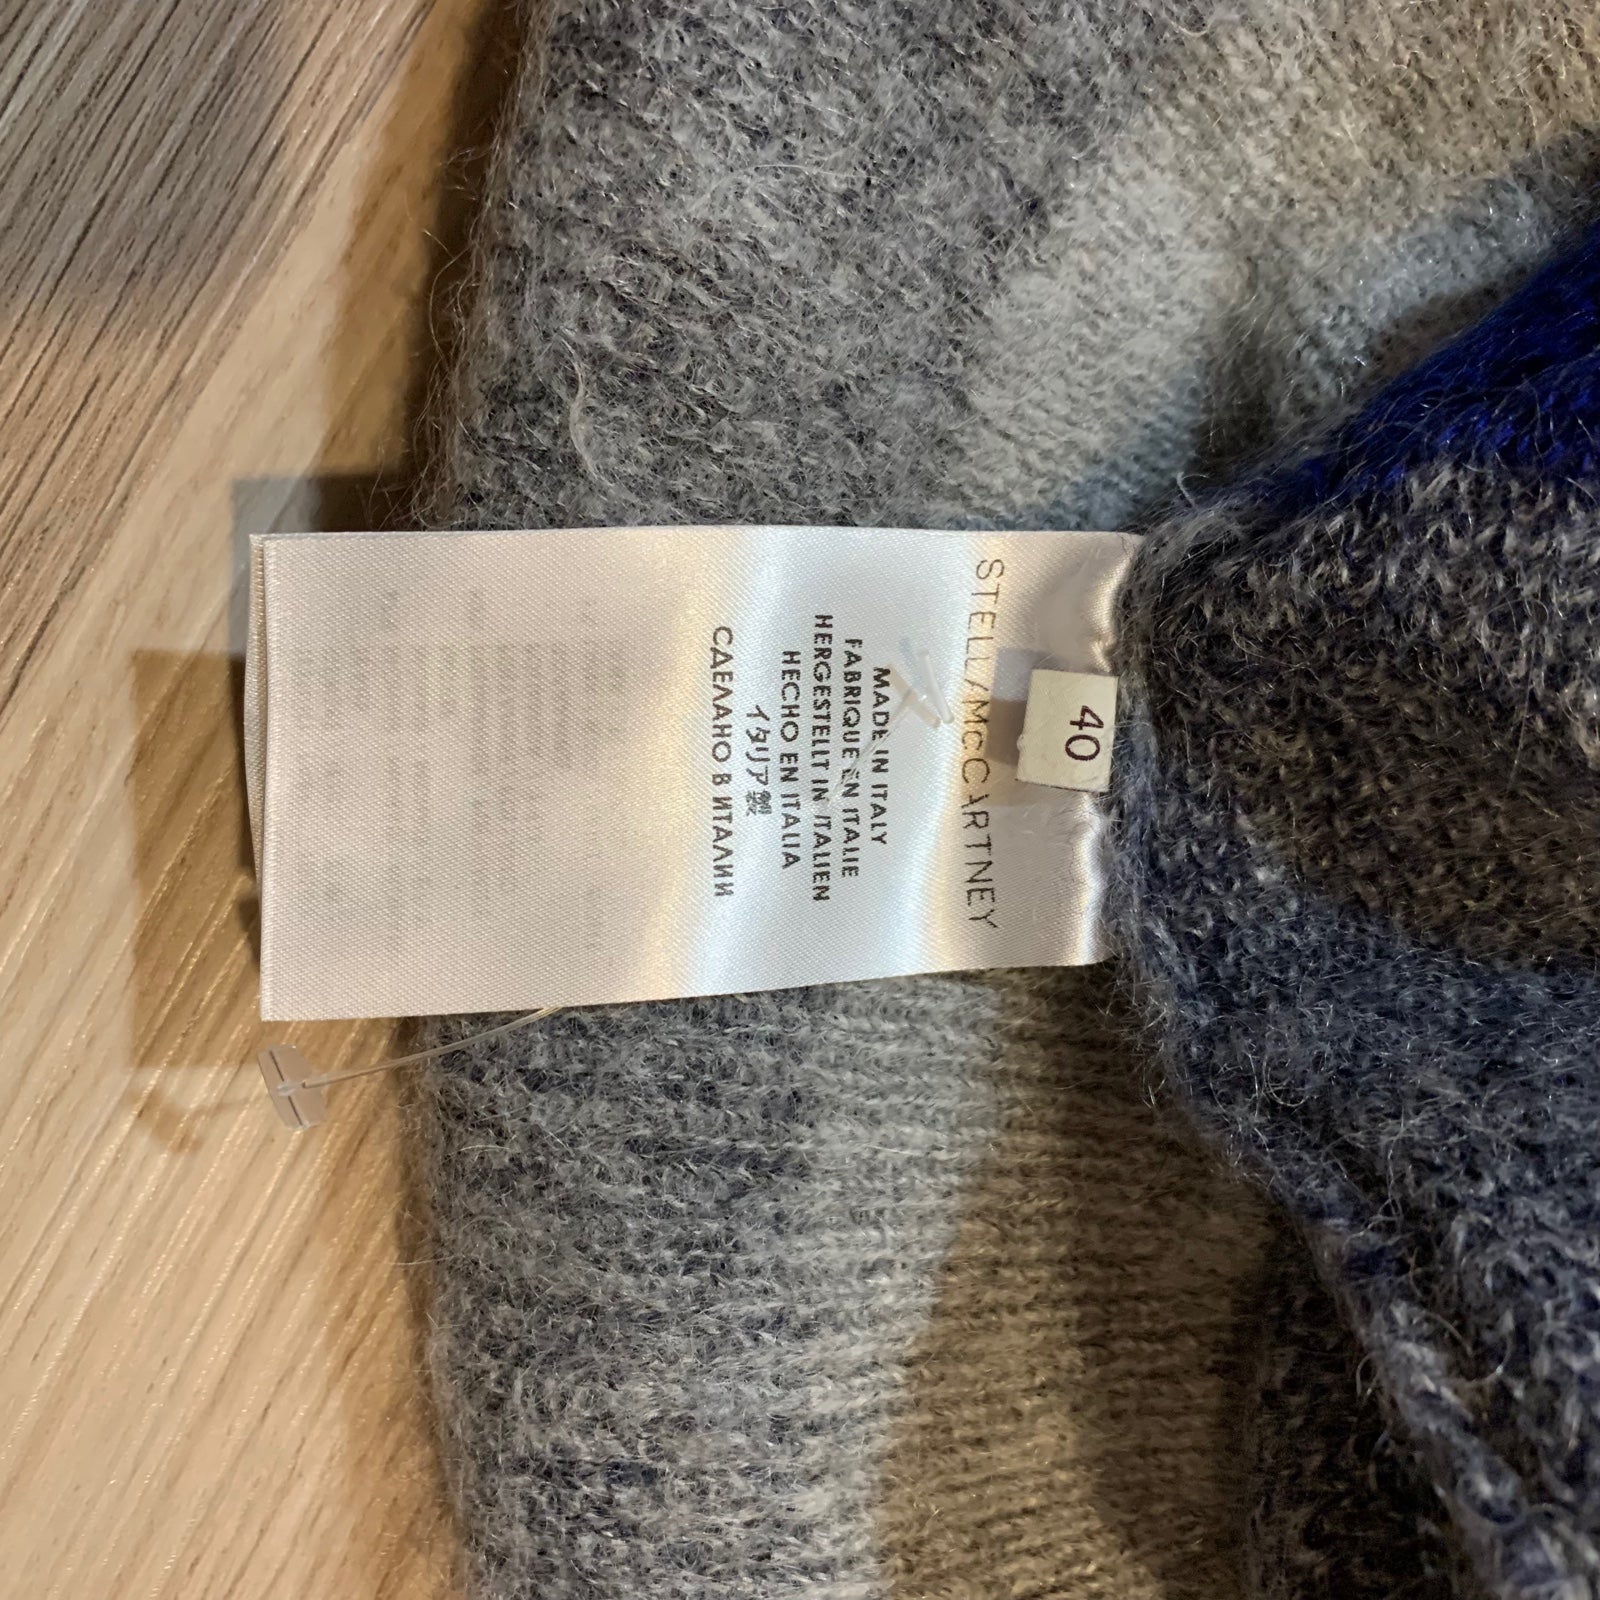 40
STELLA McCARTNEY
MADE IN ITALY
FABRIQUE EN ITALIE
HERGESTELLT IN ITALIEN
HECHO EN ITALIA
イタリア製
СДЕЛАНО В ИТАЛИИ